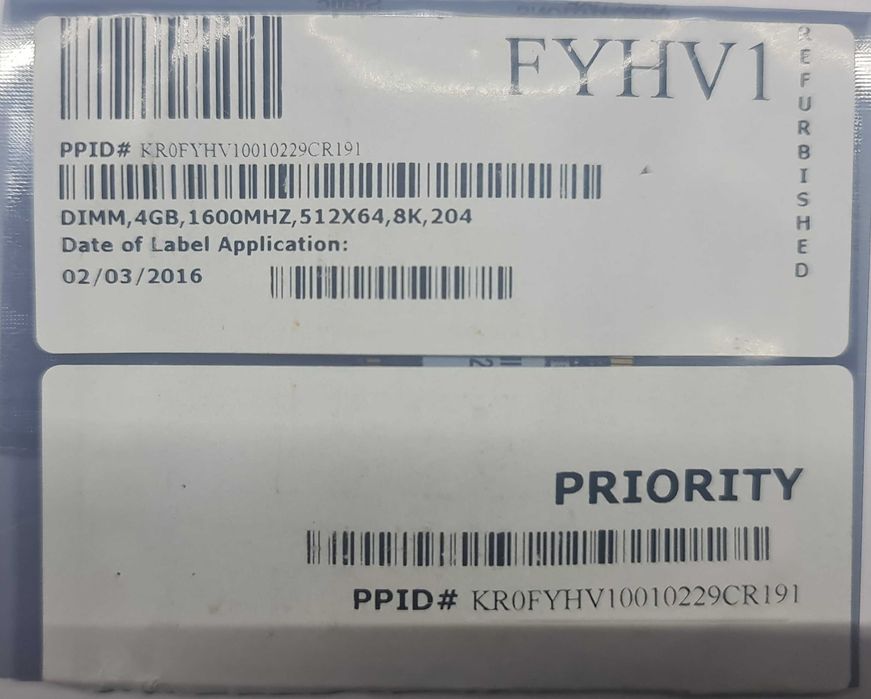 FYHV1
REFURBISHED
PPID# KR0FYHV10010229CR191
DIMM,4GB,1600MHZ,512X64,8K,204
Date of Label Application:
02/03/2016
PRIORITY
PPID# KR0FYHV10010229CR191